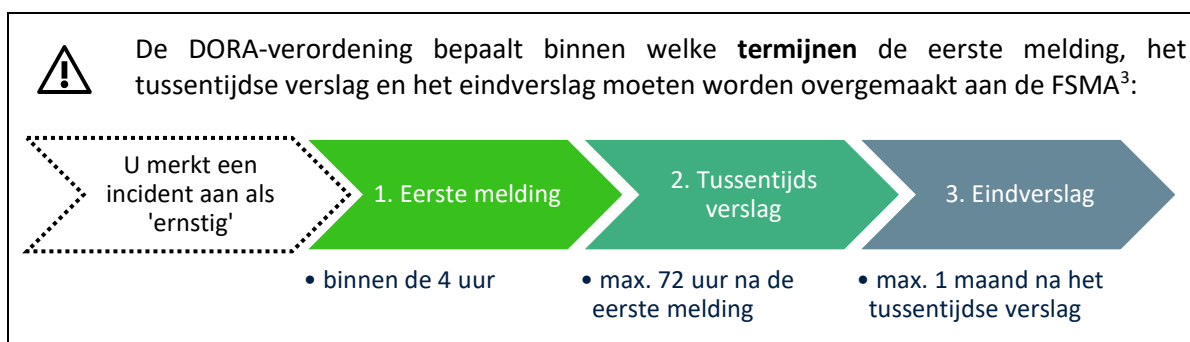 De DORA-verordening bepaalt binnen welke termijnen de eerste melding, het
tussentijdse verslag en het eindverslag moeten worden overgemaakt aan de FSMA³:
U merkt een
incident aan als
'ernstig'
1. Eerste melding
2. Tussentijds
verslag
3. Eindverslag
• binnen de 4 uur
• max. 72 uur na de
eerste melding
• max. 1 maand na het
tussentijdse verslag